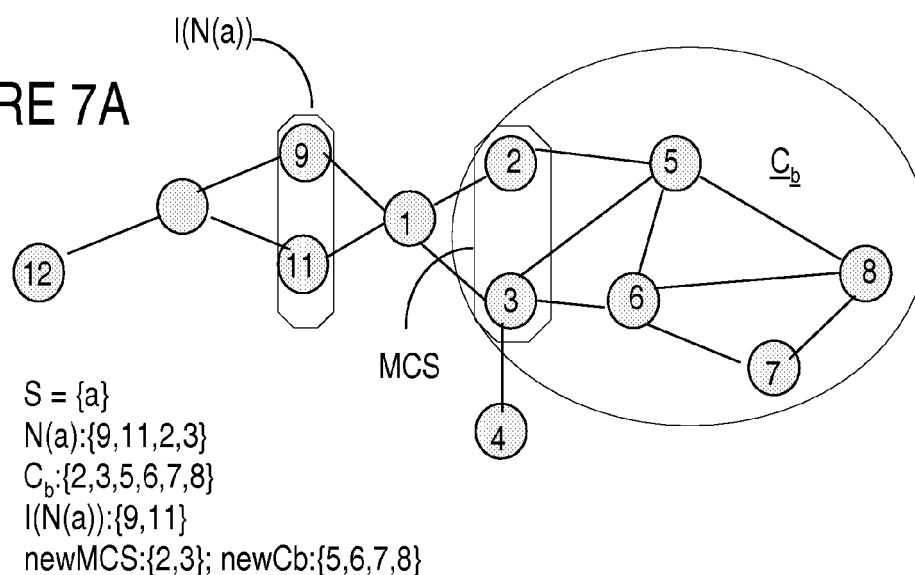 I(N(a))
RE 7A
9
2
5
C_b
1
12
11
3
6
8
MCS
7
4
S = {a}
N(a):{9,11,2,3}
C_b:{2,3,5,6,7,8}
I(N(a)):{9,11}
newMCS:{2,3}; newCb:{5,6,7,8}